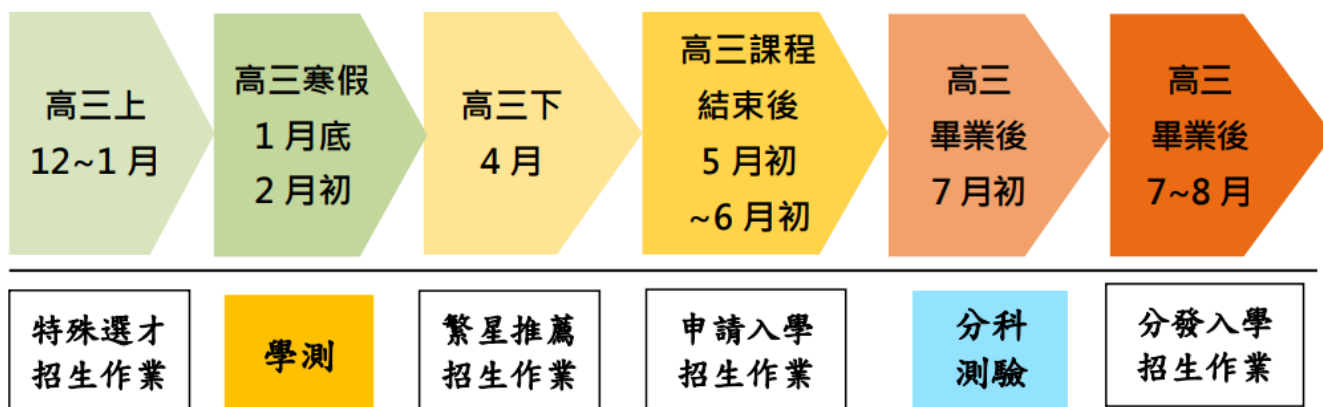 高三上
12~1 月
高三寒假
1 月底
2 月初
高三下
4 月
高三課程
結束後
5 月初
~6 月初
高三
畢業後
7 月初
高三
畢業後
7~8 月
特殊選才
招生作業
學測
繁星推薦
招生作業
申請入學
招生作業
分科
測驗
分發入學
招生作業